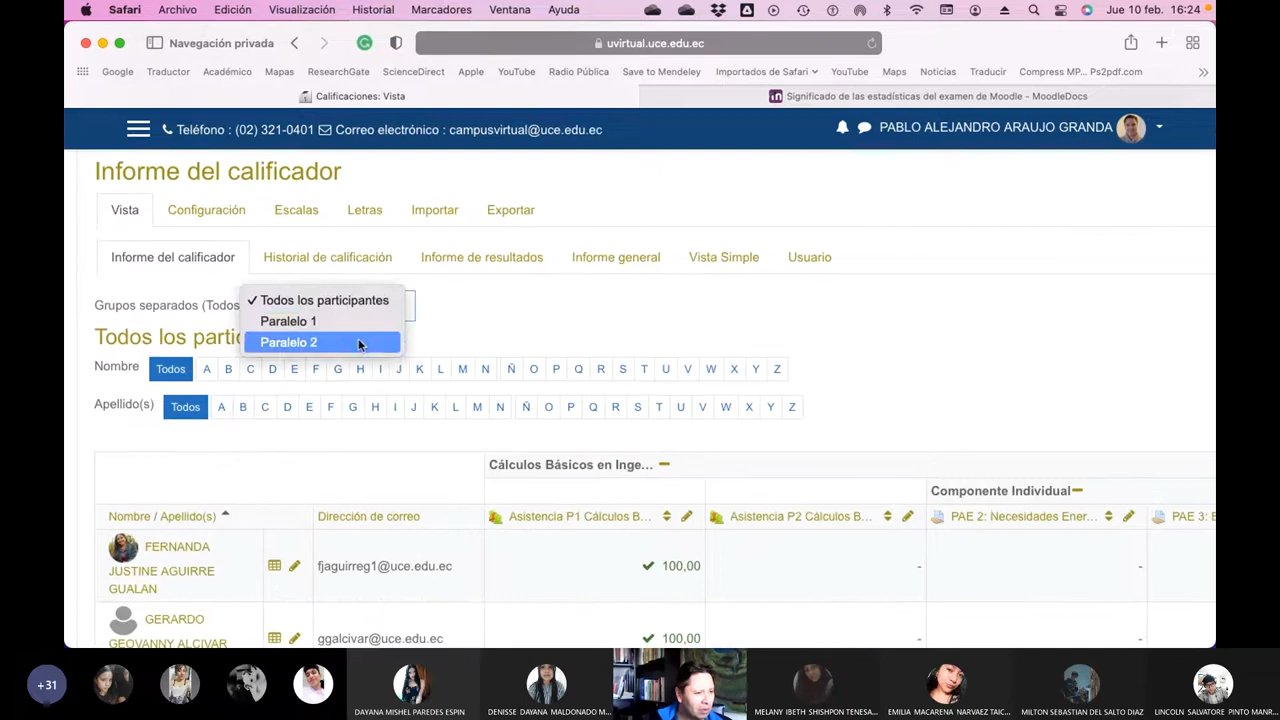 Safari Archivo Edición Visualización Historial Marcadores Ventana Ayuda Jue 10 feb. 16:24
Navegación privada uvirtual.uce.edu.ec
Google Traductor Académico Mapas ResearchGate ScienceDirect Apple YouTube Radio Pública Save to Mendeley Importados de Safari YouTube Maps Noticias Traducir Compress MP... Ps2pdf.com
Calificaciones: Vista Significado de las estadísticas del examen de Moodle - MoodleDocs
Teléfono : (02) 321-0401 Correo electrónico : campusvirtual@uce.edu.ec PABLO ALEJANDRO ARAUJO GRANDA
Informe del calificador
Vista Configuración Escalas Letras Importar Exportar
Informe del calificador Historial de calificación Informe de resultados Informe general Vista Simple Usuario
Grupos separados (Todos
✓ Todos los participantes
Paralelo 1
Paralelo 2
Todos los parti
Nombre Todos A B C D E F G H I J K L M N Ñ O P Q R S T U V W X Y Z
Apellido(s) Todos A B C D E F G H I J K L M N Ñ O P Q R S T U V W X Y Z
Cálculos Básicos en Inge...
Componente Individual
Nombre / Apellido(s) Dirección de correo Asistencia P1 Cálculos B... Asistencia P2 Cálculos B... PAE 2: Necesidades Ener... PAE 3:
FERNANDA
JUSTINE AGUIRRE
GUALAN
fjaguirreg1@uce.edu.ec 100,00 - -
GERARDO
GEOVANNY ALCIVAR
ggalcivar@uce.edu.ec 100,00 - -
+31
DAYANA MISHEL PAREDES ESPIN DENISSE DAYANA MALDONADO M... MELANY IBETH SHISHPON TENESA... EMILIA MACARENA NARVAEZ TAIC... MILTON SEBASTIAN DEL SALTO DIAZ LINCOLN SALVATORE PINTO MANR...